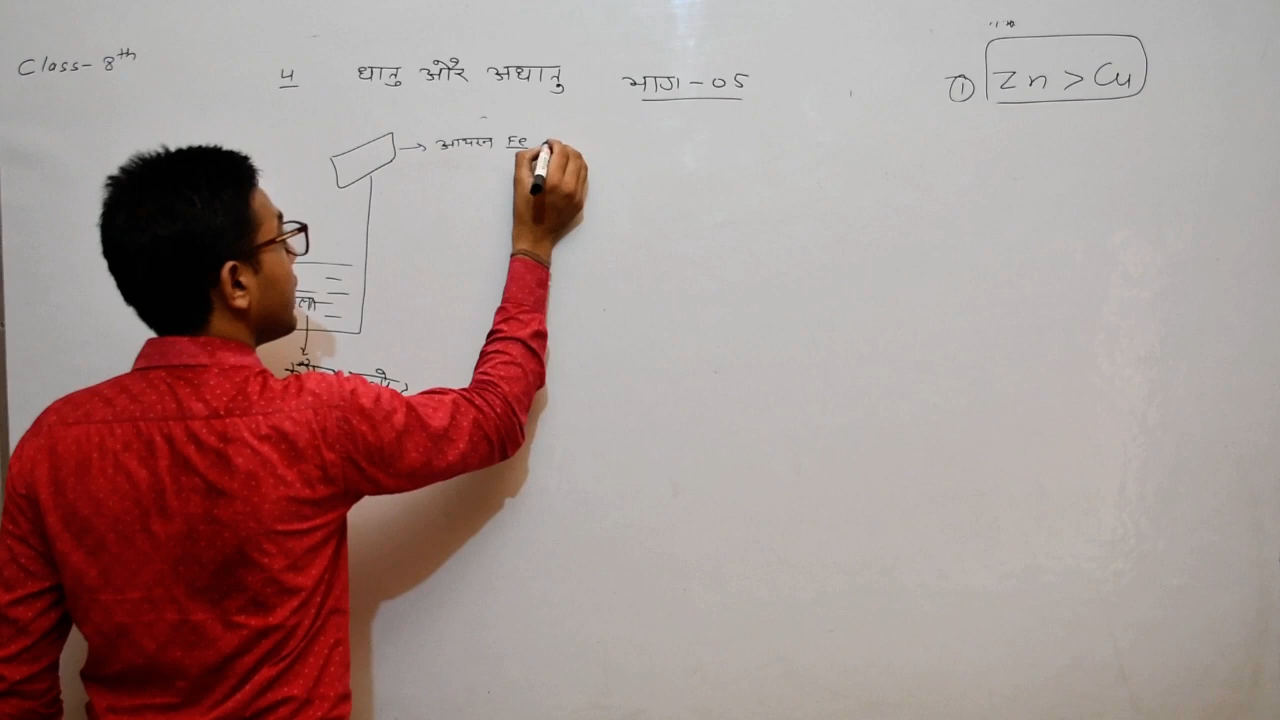 Class- 8th
4 धातु और अधातु भाग-05
① Zn > Cu
→ आयरन Fe